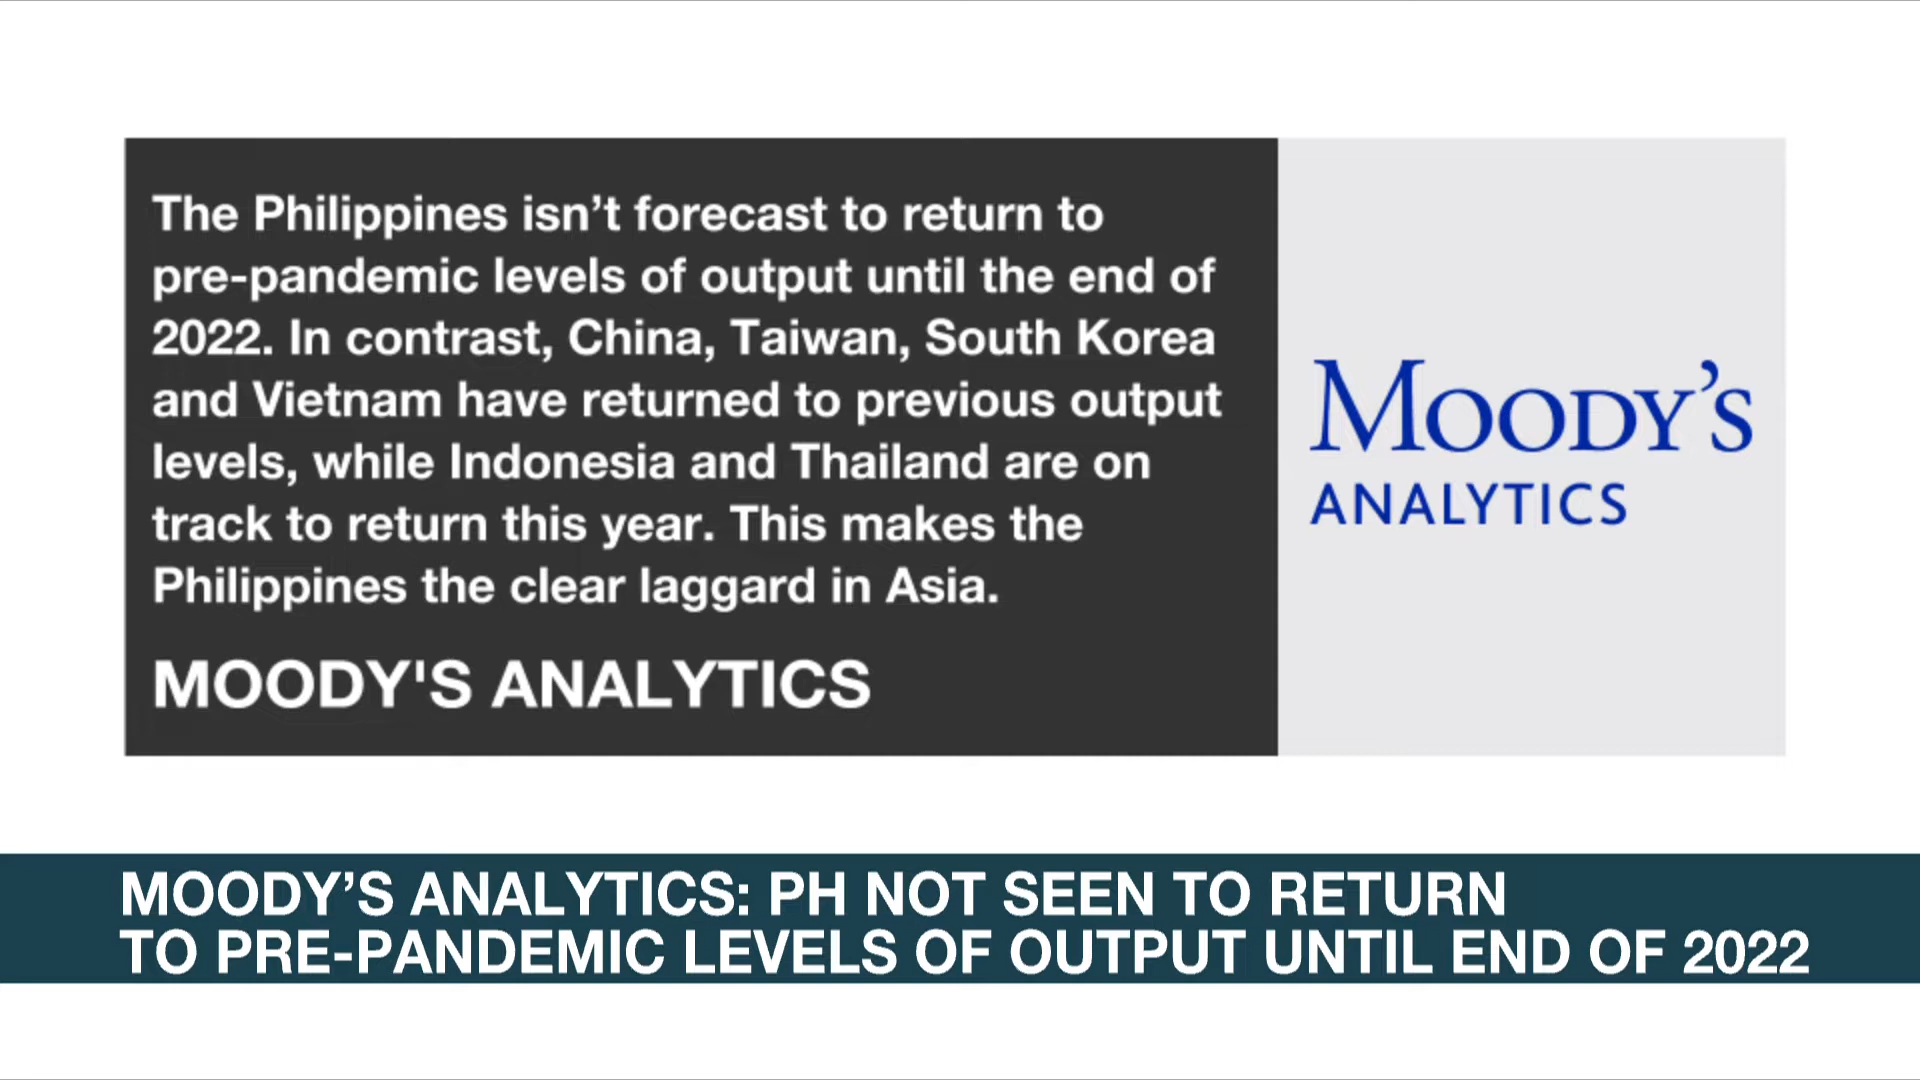 The Philippines isn’t forecast to return to
pre-pandemic levels of output until the end of
2022. In contrast, China, Taiwan, South Korea
and Vietnam have returned to previous output
levels, while Indonesia and Thailand are on
track to return this year. This makes the
Philippines the clear laggard in Asia.
MOODY'S ANALYTICS
MOODY’S
ANALYTICS
MOODY’S ANALYTICS: PH NOT SEEN TO RETURN
TO PRE-PANDEMIC LEVELS OF OUTPUT UNTIL END OF 2022